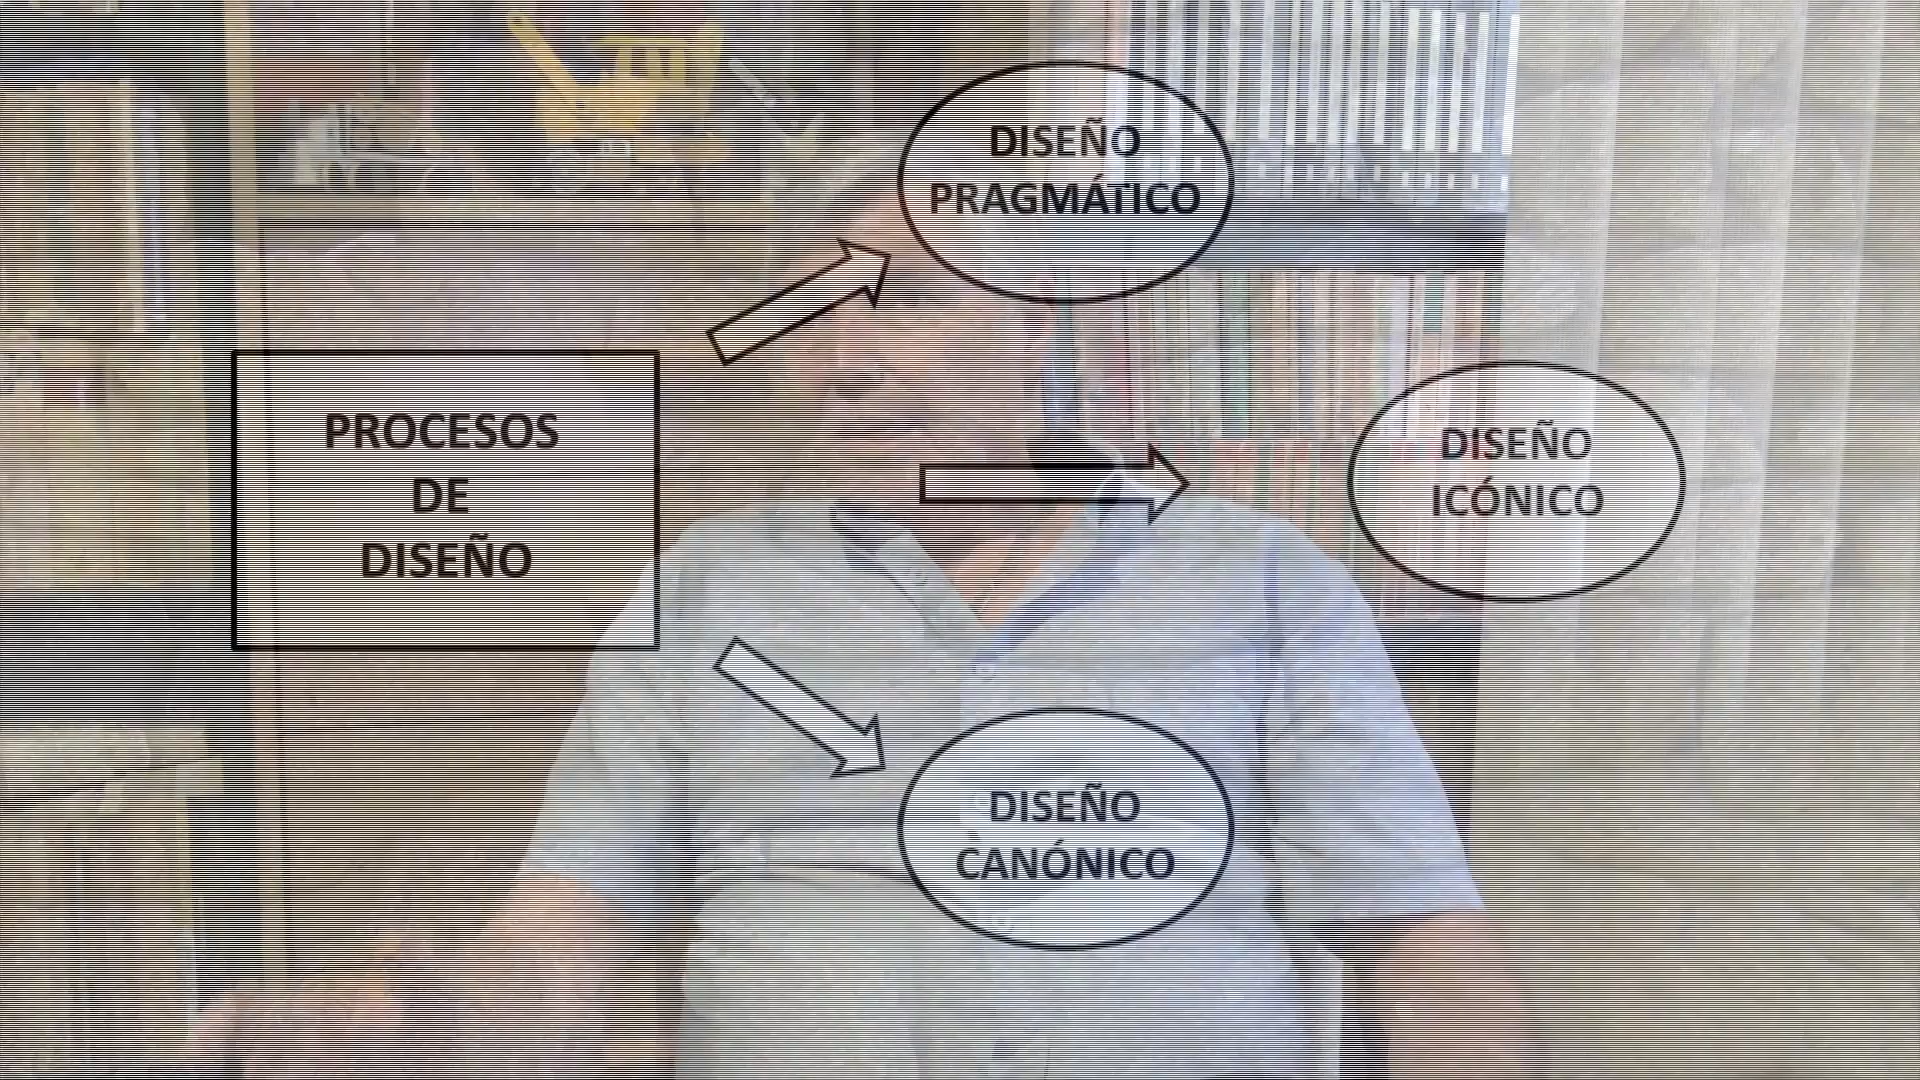 DISEÑO
PRAGMÁTICO
PROCESOS
DE
DISEÑO
DISEÑO
ICÓNICO
DISEÑO
CANÓNICO